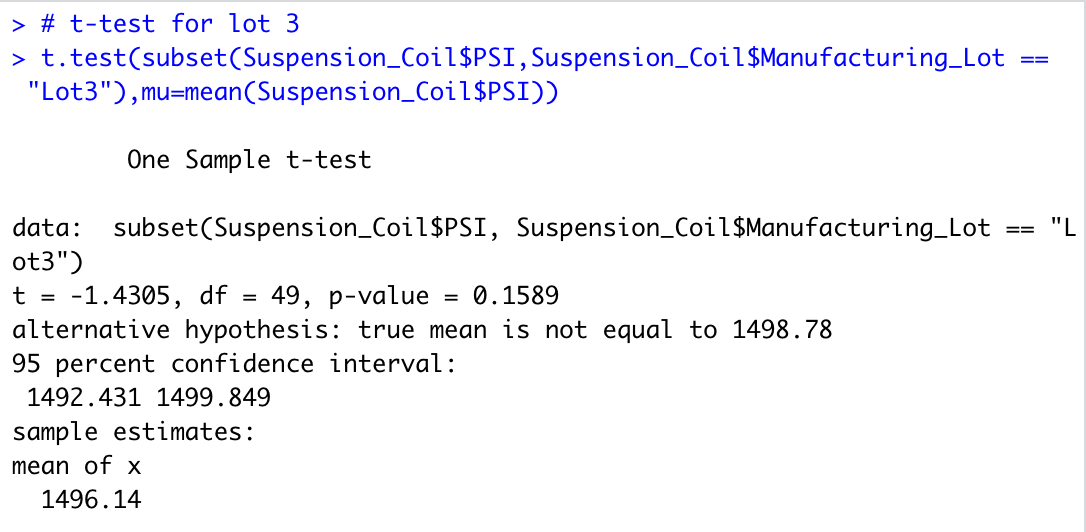 > # t-test for lot 3
> t.test(subset(Suspension_Coil$PSI,Suspension_Coil$Manufacturing_Lot ==
 "Lot3"),mu=mean(Suspension_Coil$PSI))
One Sample t-test
data:  subset(Suspension_Coil$PSI, Suspension_Coil$Manufacturing_Lot == "L
ot3")
t = -1.4305, df = 49, p-value = 0.1589
alternative hypothesis: true mean is not equal to 1498.78
95 percent confidence interval:
 1492.431 1499.849
sample estimates:
mean of x
  1496.14